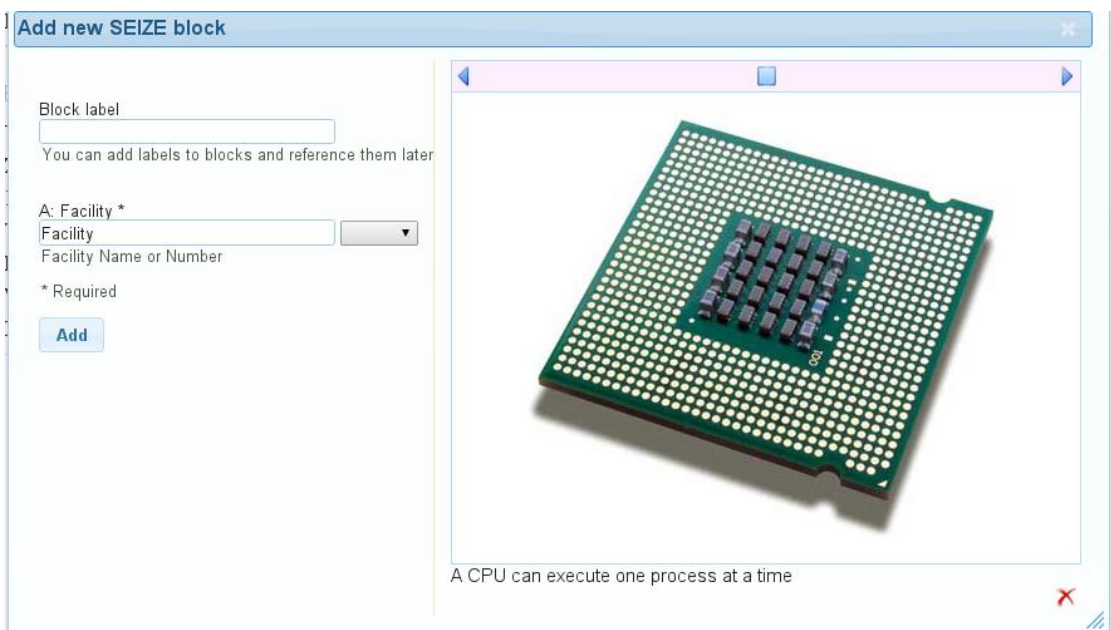 Add new SEIZE block
Block label
You can add labels to blocks and reference them later
A: Facility *
Facility
Facility Name or Number
* Required
Add
100
A CPU can execute one process at a time